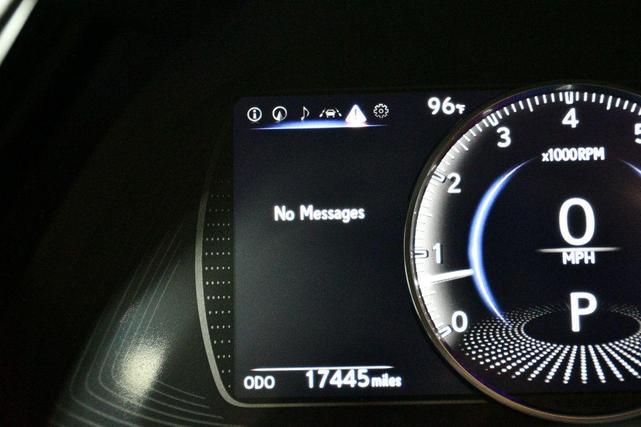 96°F
No Messages
ODO 17445 miles
4
3
5
2
1
0
x1000RPM
0
MPH
P